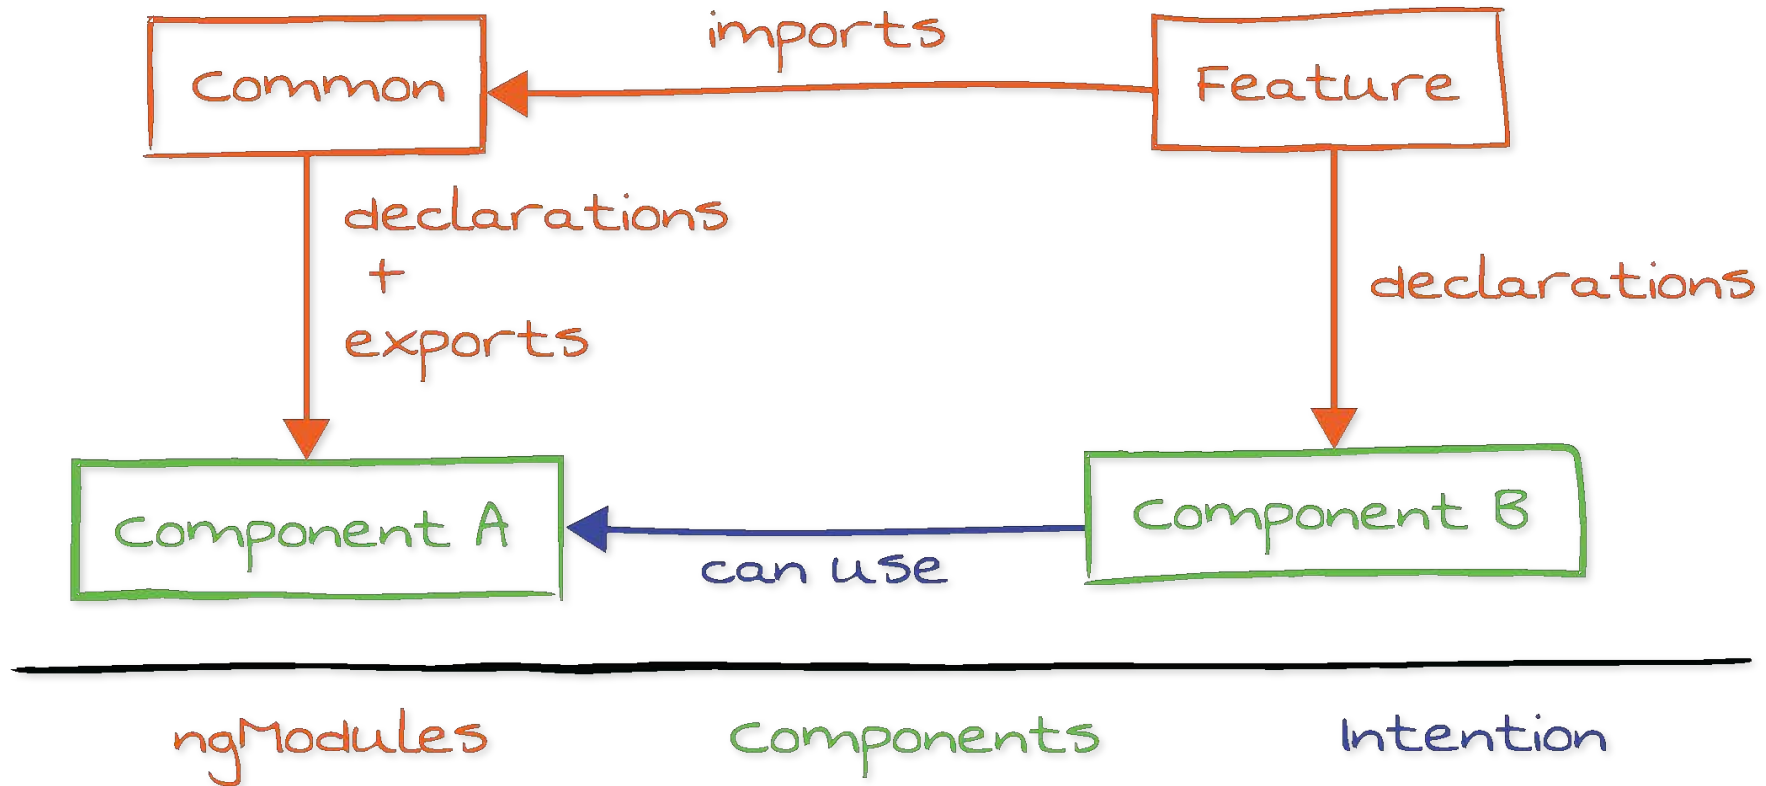 imports
Common
Feature
declarations
+
exports
declarations
Component A
Component B
can use
ngModules
Components
Intention